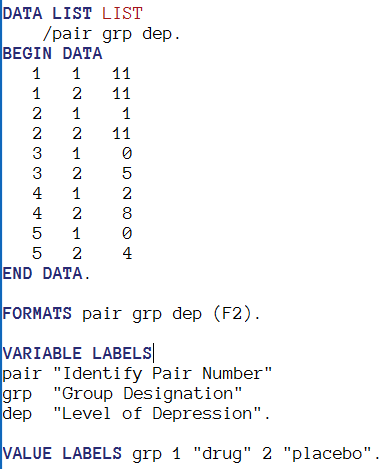 DATA LIST LIST
/pair grp dep.
BEGIN DATA
1 1 11
1 2 11
2 1 1
2 2 11
3 1 0
3 2 5
4 1 2
4 2 8
5 1 0
5 2 4
END DATA.
FORMATS pair grp dep (F2).
VARIABLE LABELS
pair "Identify Pair Number"
grp "Group Designation"
dep "Level of Depression".
VALUE LABELS grp 1 "drug" 2 "placebo".